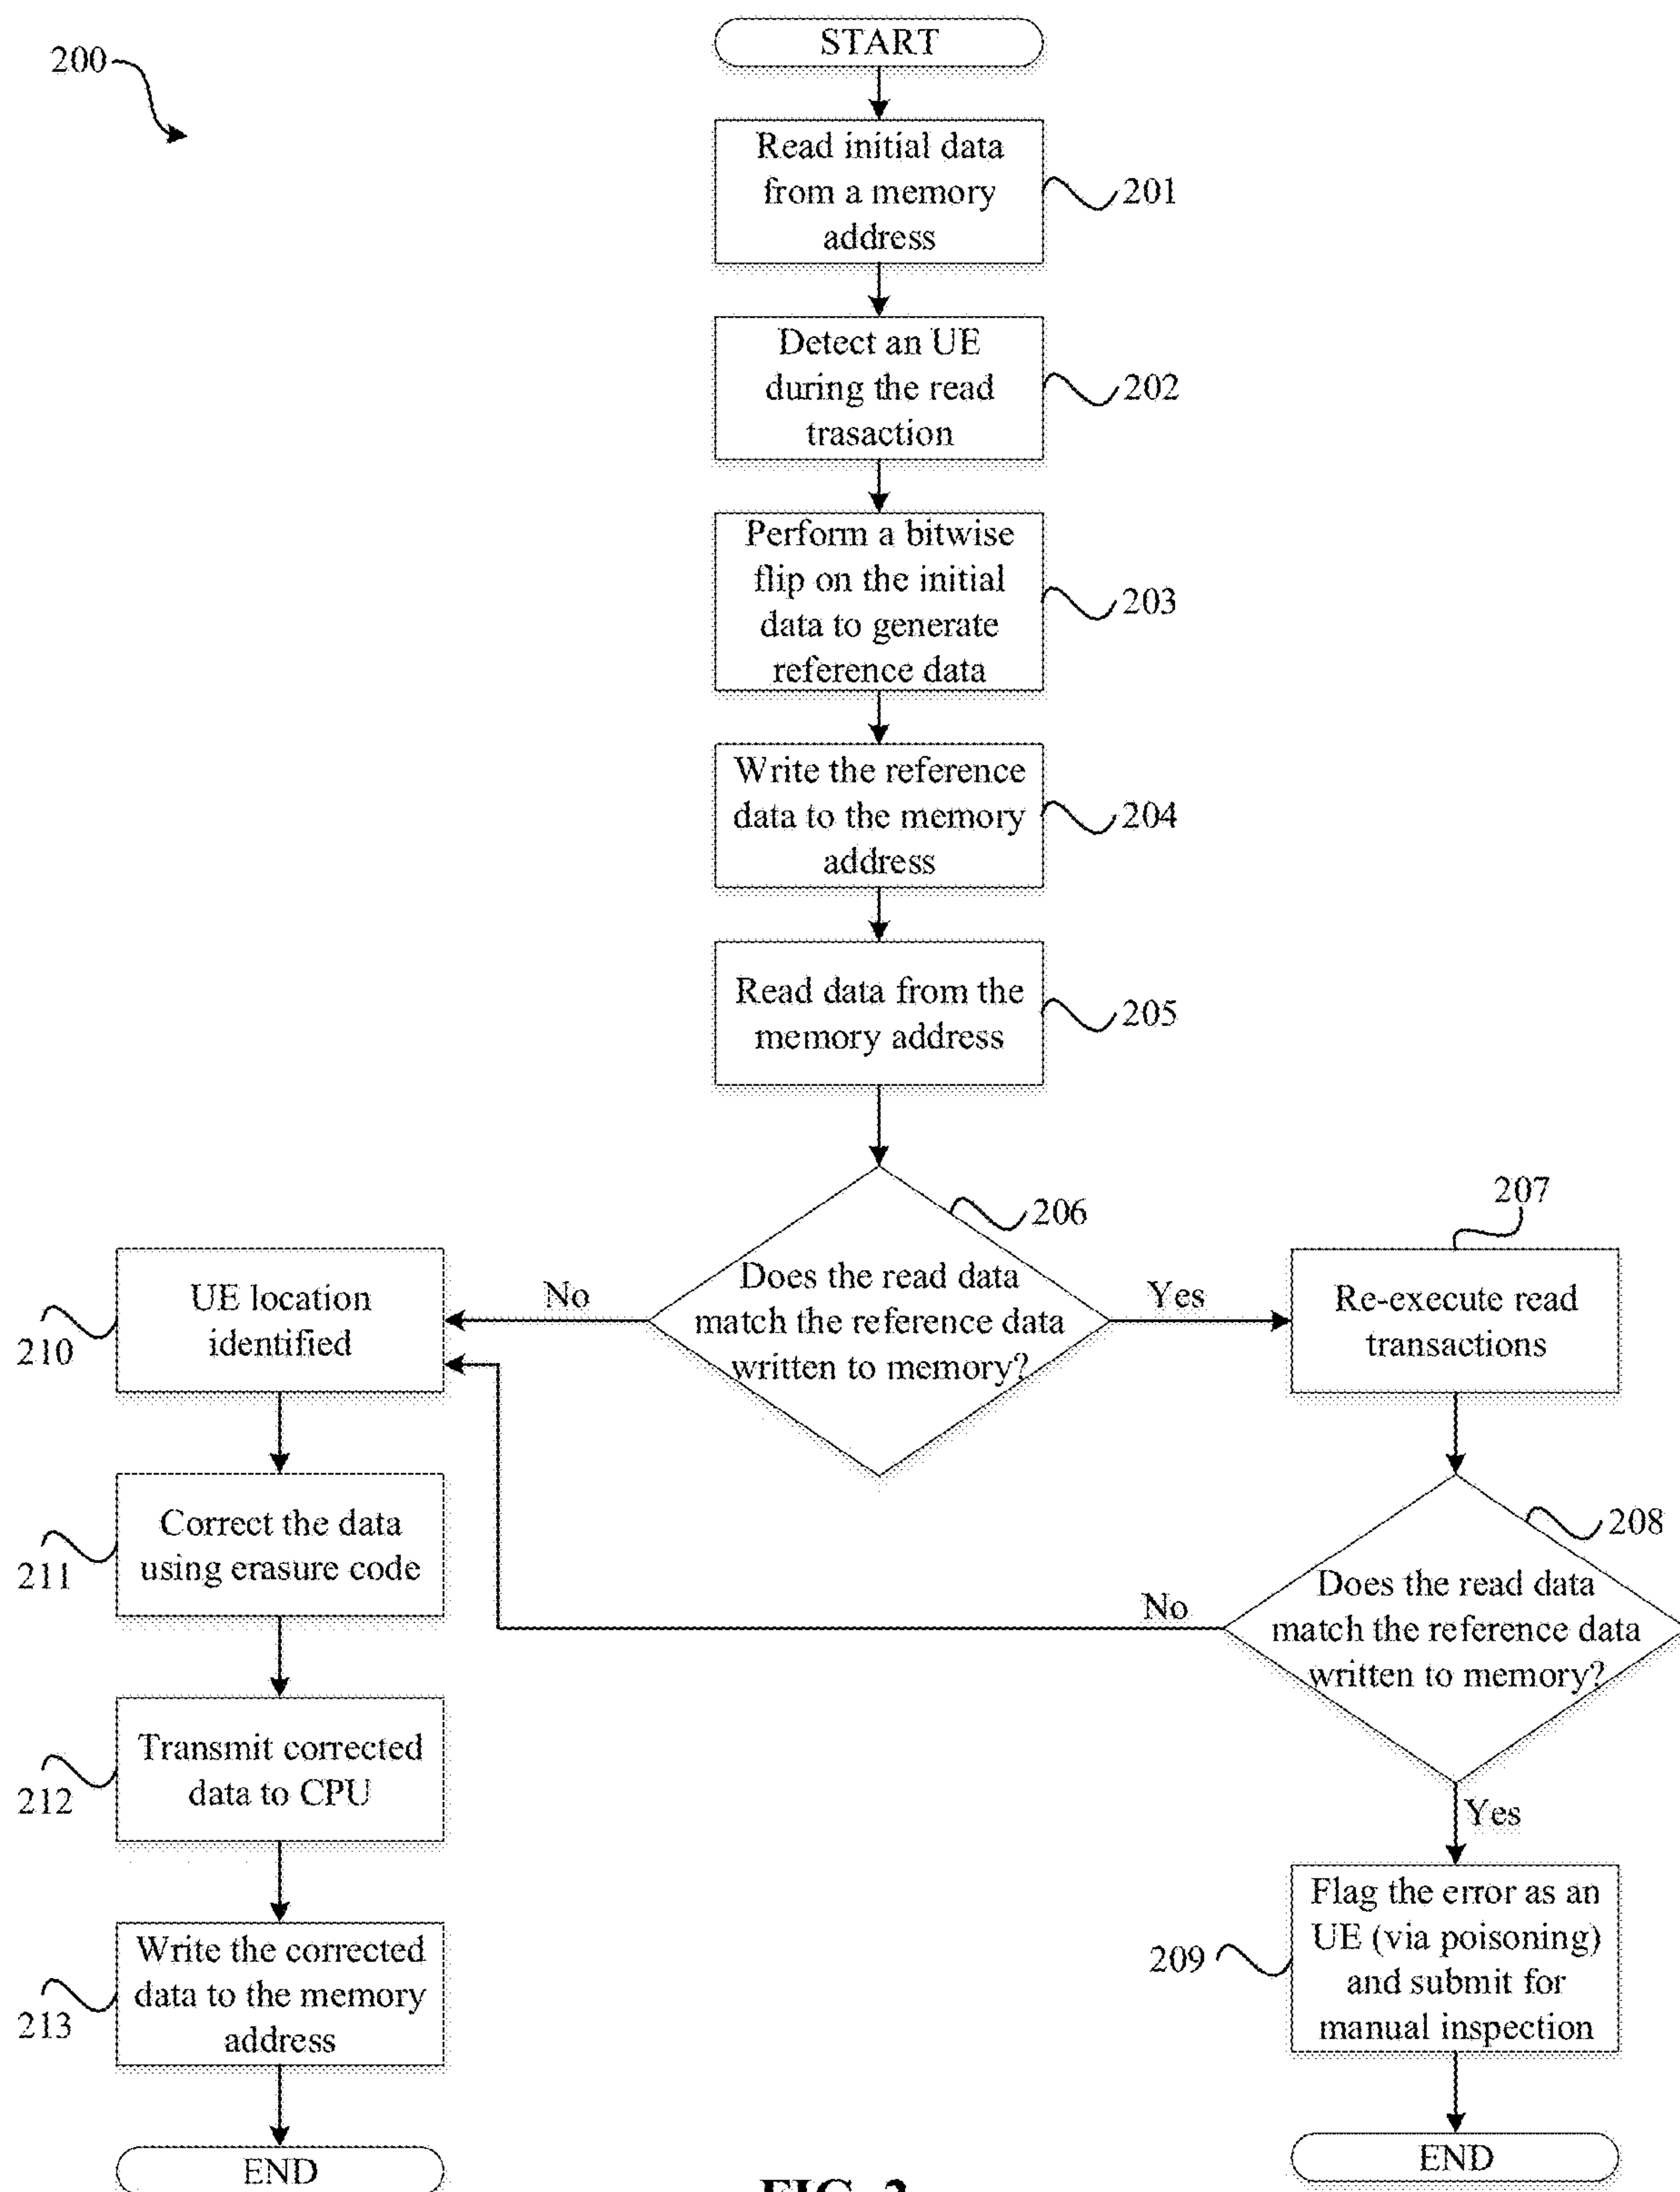 200
START
Read initial data
from a memory
address
201
Detect an UE
during the read
trasaction
202
Perform a bitwise
flip on the initial
data to generate
reference data
203
Write the reference
data to the memory
address
204
Read data from the
memory address
205
206
Does the read data
match the reference data
written to memory?
No
Yes
207
Re-execute read
transactions
208
Does the read data
match the reference data
written to memory?
No
Yes
209
Flag the error as an
UE (via poisoning)
and submit for
manual inspection
END
210
UE location
identified
211
Correct the data
using erasure code
212
Transmit corrected
data to CPU
213
Write the corrected
data to the memory
address
END
FIG. 2